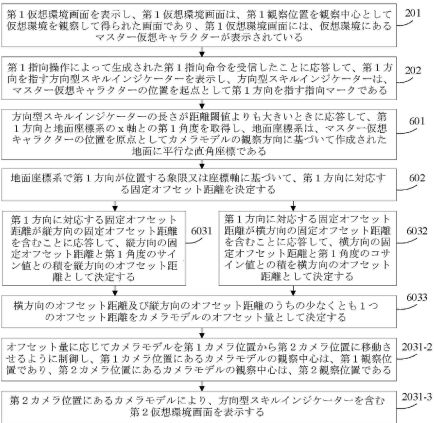 第１仮想環境画面を表示し、第１仮想環境画面は、第１観察位置を観察中心として
仮想環境を観察して得られた画面であり、第１仮想環境画面には、仮想環境にある
マスター仮想キャラクターが表示されている
201
第１指向操作によって生成された第１指向命令を受信したことに応答して、第１方
向を指す方向型スキルインジケーターを表示し、方向型スキルインジケーターは、
マスター仮想キャラクターの位置を起点として第１方向を指す指向マークである
202
方向型スキルインジケーターの長さが距離閾値よりも大きいときに応答して、第
１方向と地面座標系のｘ軸との第１角度を取得し、地面座標系は、マスター仮想
キャラクターの位置を原点としてカメラモデルの観察方向に基づいて作成された
地面に平行な直角座標である
601
地面座標系で第１方向が位置する象限又は座標軸に基づいて、第１方向に対応す
る固定オフセット距離を決定する
602
第１方向に対応する固定オフセット
距離が縦方向の固定オフセット距離
を含むことに応答して、縦方向の固
定オフセット距離と第１角度のサイ
ン値との積を縦方向のオフセット距
離として決定する
6031
第１方向に対応する固定オフセット
距離が横方向の固定オフセット距離
を含むことに応答して、横方向の固
定オフセット距離と第１角度のコサ
イン値との積を横方向のオフセット
距離として決定する
6032
横方向のオフセット距離及び縦方向のオフセット距離のうちの少なくとも１つ
のオフセット距離をカメラモデルのオフセット量として決定する
6033
オフセット量に応じてカメラモデルを第１カメラ位置から第２カメラ位置に移動さ
せるように制御し、第１カメラ位置にあるカメラモデルの観察中心は、第１観察位
置であり、第２カメラ位置にあるカメラモデルの観察中心は、第２観察位置である
2031-2
第２カメラ位置にあるカメラモデルにより、方向型スキルインジケーターを含む
第２仮想環境画面を表示する
2031-3